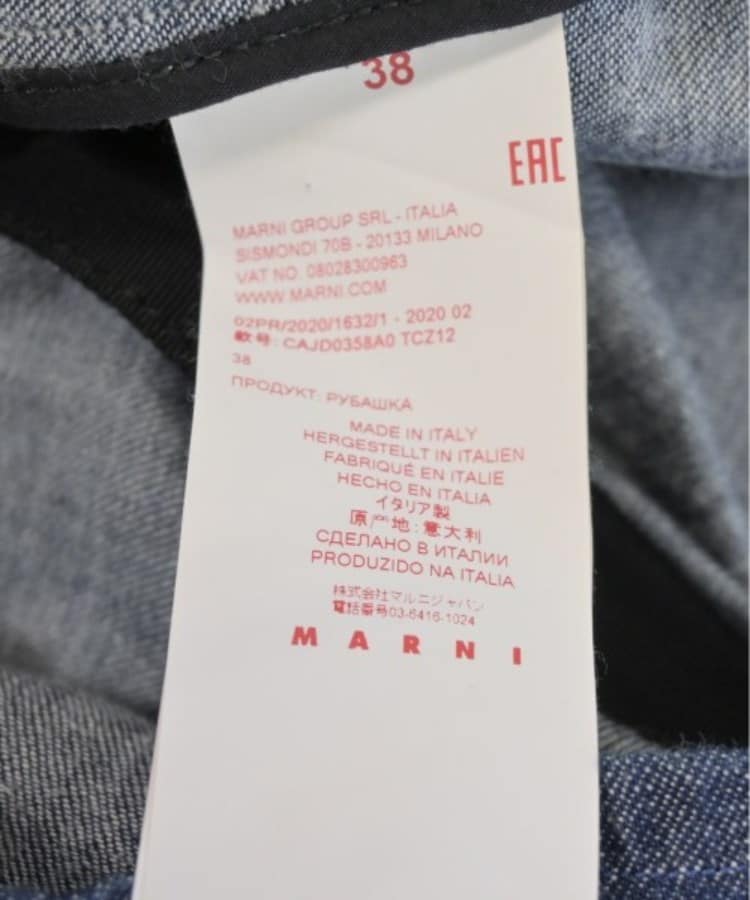 38
EAC
MARNI GROUP SRL - ITALIA
SISMONDI 70B - 20133 MILANO
VAT NO. 08028300963
WWW.MARNI.COM
02PR/2020/1632/1 - 2020 02
款号: CAJD0358A0 TCZ12
38
ПРОДУКТ: РУБАШКА
MADE IN ITALY
HERGESTELLT IN ITALIEN
FABRIQUÉ EN ITALIE
HECHO EN ITALIA
イタリア製
原产地: 意大利
СДЕЛАНО В ИТАЛИИ
PRODUZIDO NA ITALIA
株式会社マルニジャパン
電話番号03-6416-1024
MARNI